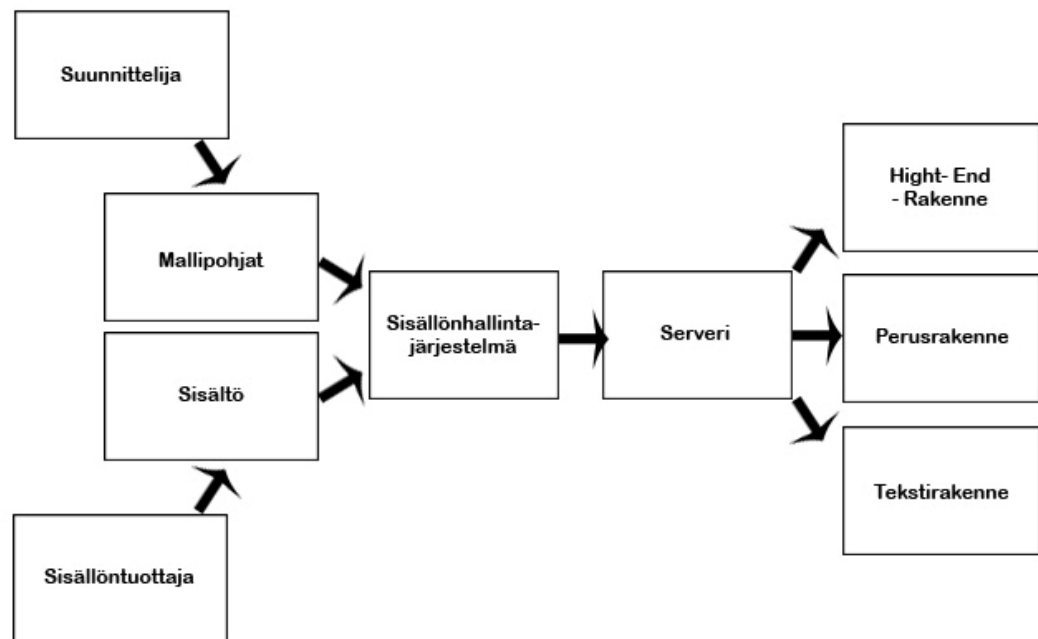 Suunnittelija
Mallipohjat
Sisältö
Sisällöntuottaja
Sisällönhallinta-
järjestelmä
Serveri
Hight- End
- Rakenne
Perusrakenne
Tekstirakenne